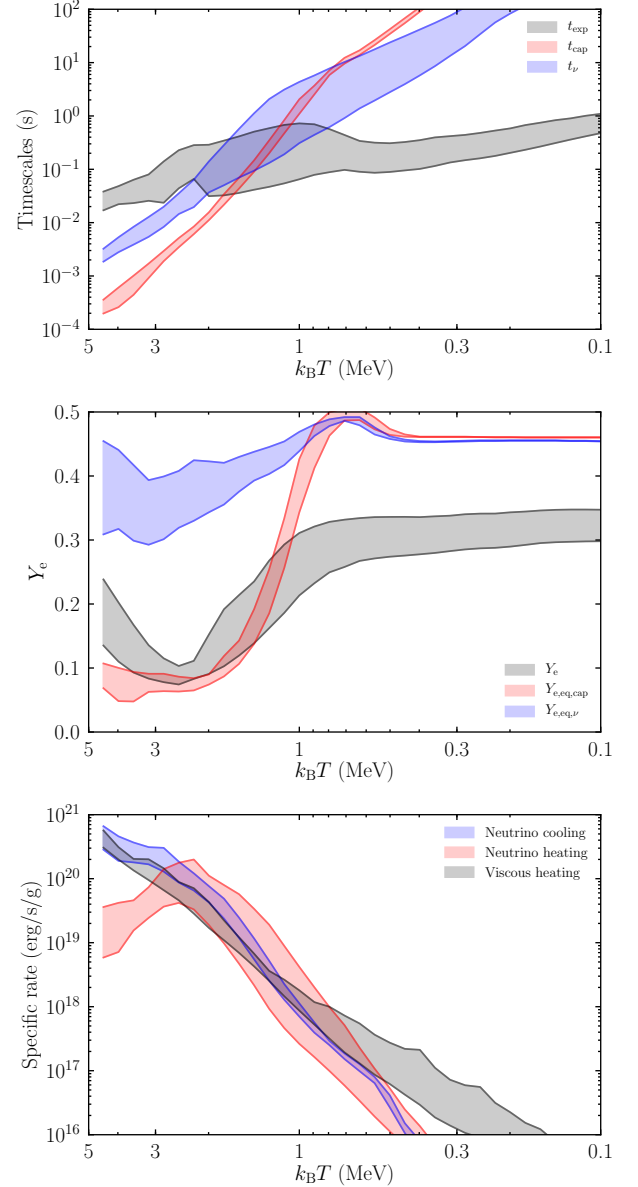 10^2
10^1
10^0
10^{-1}
10^{-2}
10^{-3}
10^{-4}
Timescales (s)
t_exp
t_cap
t_ν
5 3 1 0.3 0.1
k_B T (MeV)
0.5
0.4
0.3
0.2
0.1
0.0
Y_e
Y_e
Y_e,eq,cap
Y_e,eq,ν
5 3 1 0.3 0.1
k_B T (MeV)
10^21
10^20
10^19
10^18
10^17
10^16
Specific rate (erg/s/g)
Neutrino cooling
Neutrino heating
Viscous heating
5 3 1 0.3 0.1
k_B T (MeV)